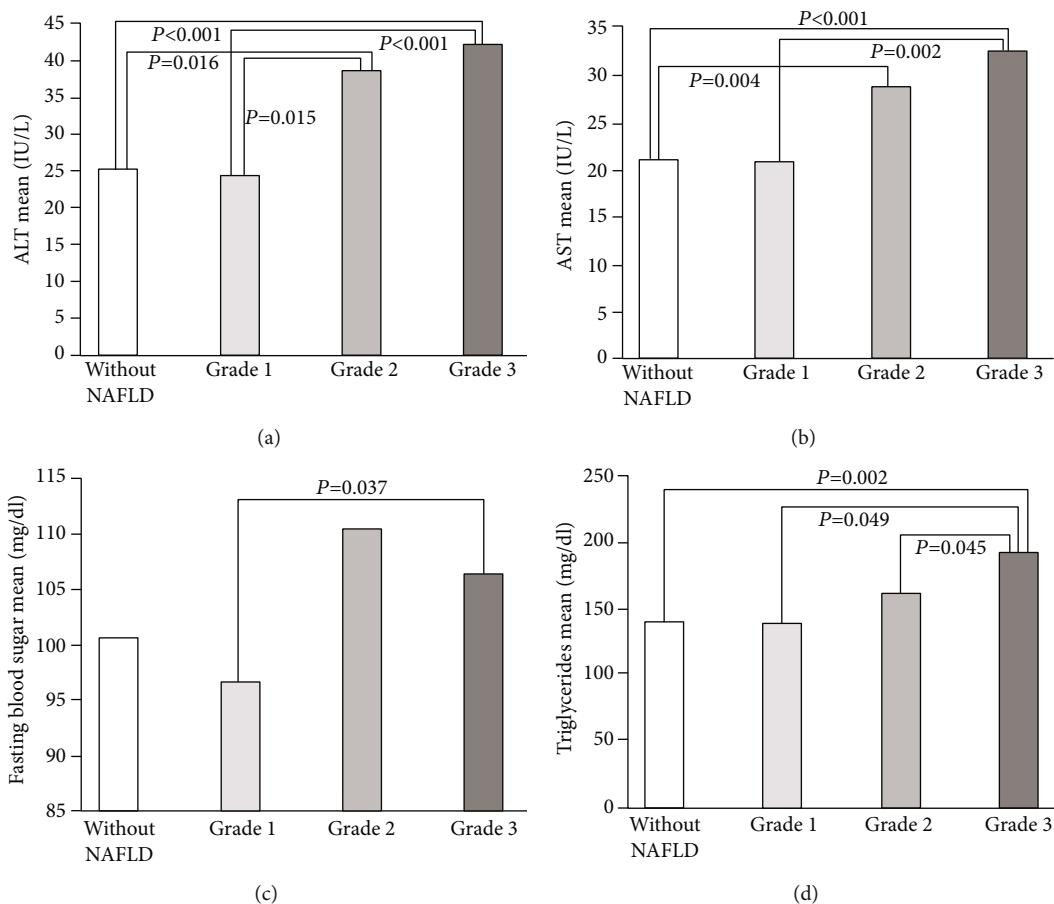 ALT mean (IU/L)
45
40
35
30
25
20
15
10
5
0
P<0.001
P<0.001
P=0.016
P=0.015
Without
NAFLD
Grade 1
Grade 2
Grade 3
(a)
AST mean (IU/L)
35
30
25
20
15
10
5
0
P<0.001
P=0.002
P=0.004
Without
NAFLD
Grade 1
Grade 2
Grade 3
(b)
Fasting blood sugar mean (mg/dl)
115
110
105
100
95
90
85
P=0.037
Without
NAFLD
Grade 1
Grade 2
Grade 3
(c)
Triglycerides mean (mg/dl)
250
200
150
100
50
0
P=0.002
P=0.049
P=0.045
Without
NAFLD
Grade 1
Grade 2
Grade 3
(d)